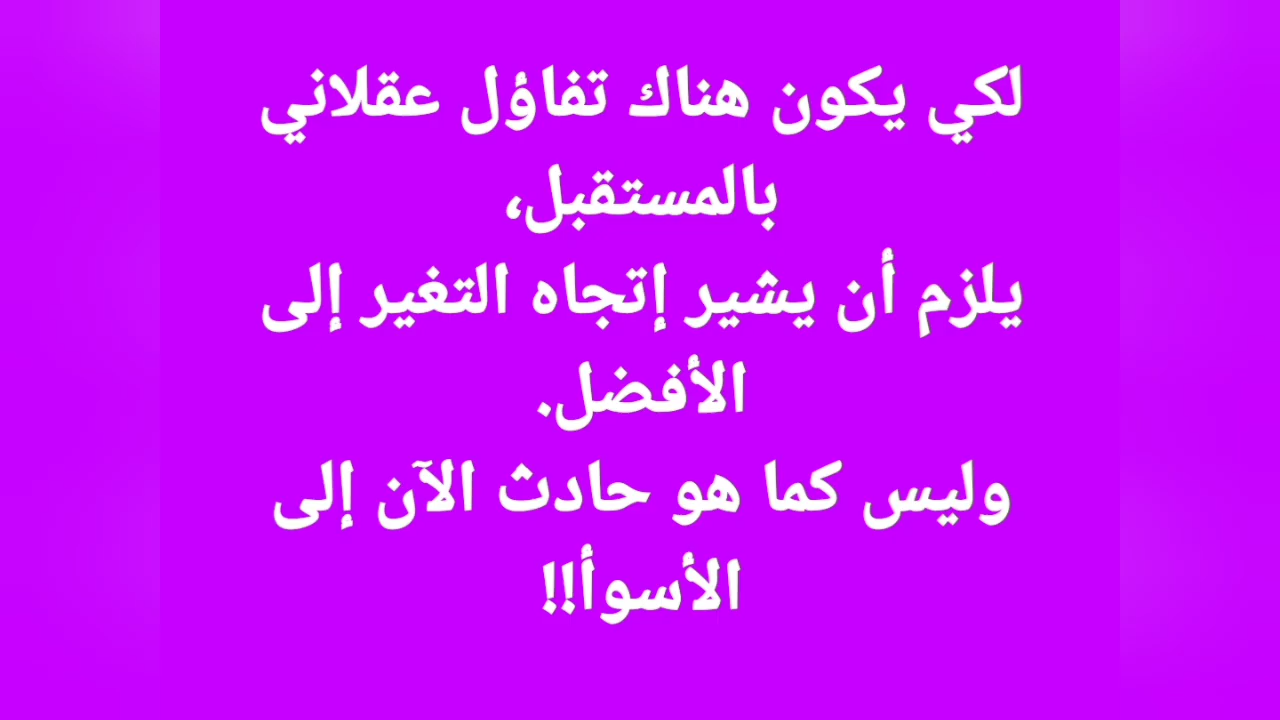 لكي يكون هناك تفاؤل عقلاني
بالمستقبل،
يلزم أن يشير إتجاه التغير إلى
الأفضل.
وليس كما هو حادث الآن إلى
الأسوأ!!